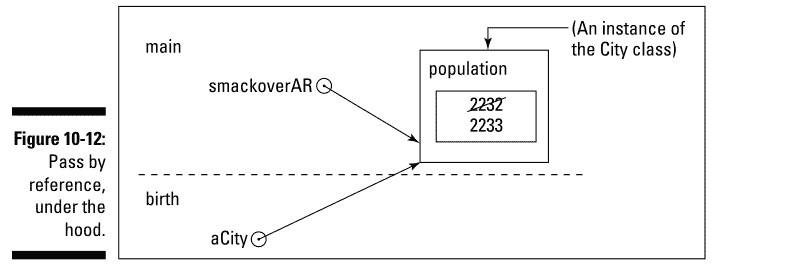 Figure 10-12:
Pass by
reference,
under the
hood.
main
(An instance of
the City class)
population
smackoverAR
2232
2233
birth
aCity